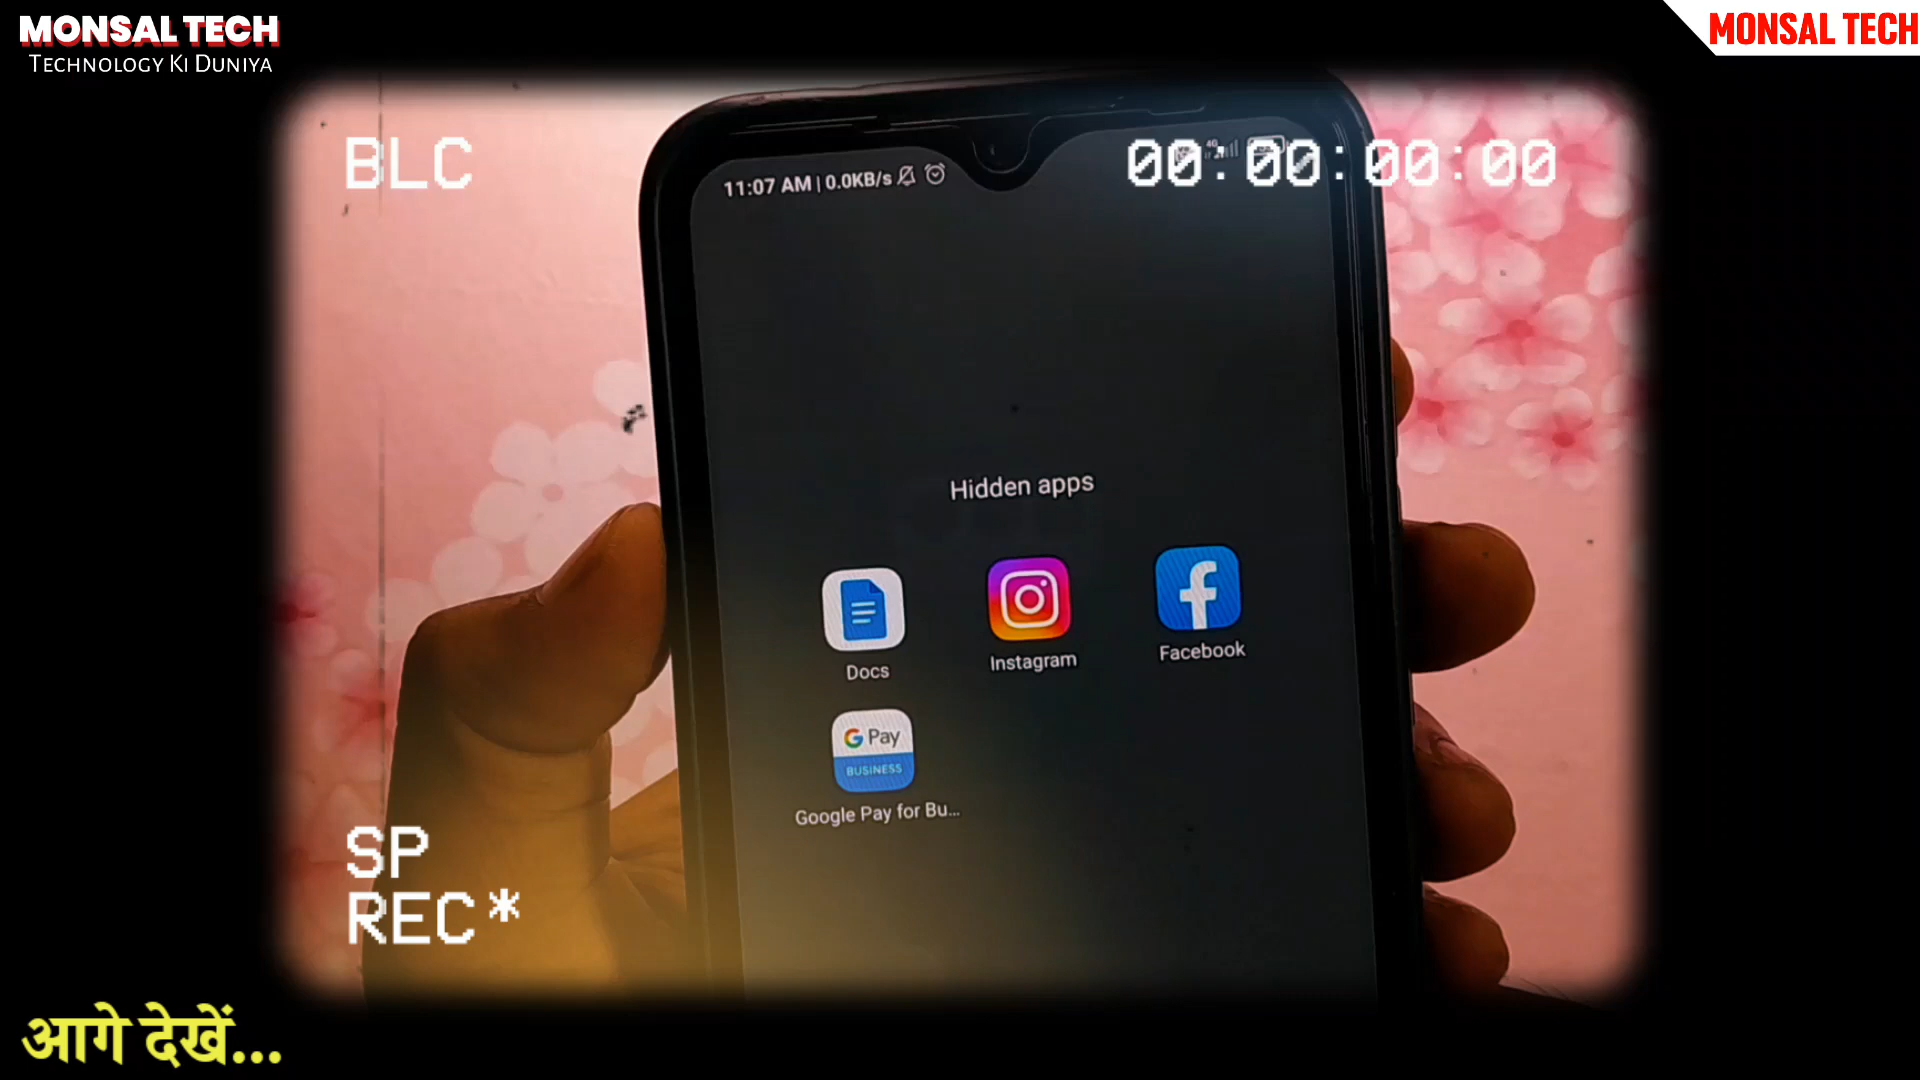 MONSAL TECH
TECHNOLOGY KI DUNIYA
MONSAL TECH
BLC
00:00:00:00
11:07 AM | 0.0KB/s
4G
Hidden apps
Docs
Instagram
Facebook
G Pay
BUSINESS
Google Pay for Bu...
SP
REC*
आगे देखें...